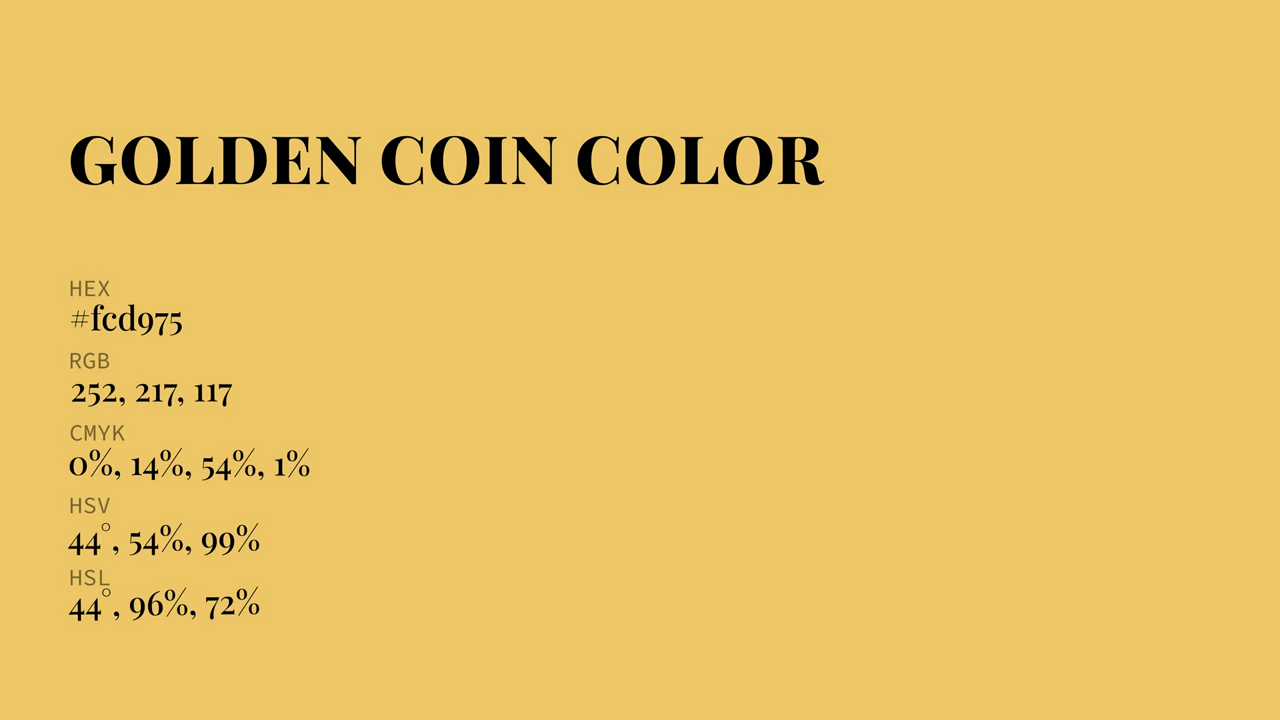 GOLDEN COIN COLOR
HEX
#fcd975
RGB
252, 217, 117
CMYK
0%, 14%, 54%, 1%
HSV
44°, 54%, 99%
HSL
44°, 96%, 72%